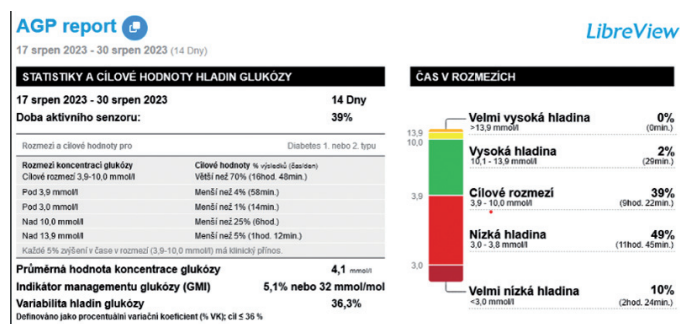 AGP report
LibreView
17 srpen 2023 - 30 srpen 2023 (14 Dny)
STATISTIKY A CÍLOVÉ HODNOTY HLADIN GLUKÓZY
17 srpen 2023 - 30 srpen 2023 14 Dny
Doba aktivního senzoru: 39%
Rozmezí a cílové hodnoty pro Diabetes 1. nebo 2. typu
Rozmezí koncentrací glukózy Cílové hodnoty % výsledků (čas/den)
Cílové rozmezí 3,9-10,0 mmol/l Větší než 70% (16hod. 48min.)
Pod 3,9 mmol/l Menší než 4% (58min.)
Pod 3,0 mmol/l Menší než 1% (14min.)
Nad 10,0 mmol/l Menší než 25% (6hod.)
Nad 13,9 mmol/l Menší než 5% (1hod. 12min.)
Každé 5% zvýšení v čase v rozmezí (3,9-10,0 mmol/l) má klinický přínos.
Průměrná hodnota koncentrace glukózy 4,1 mmol/l
Indikátor managementu glukózy (GMI) 5,1% nebo 32 mmol/mol
Variabilita hladin glukózy 36,3%
Definováno jako procentuální variační koeficient (% VK); cíl ≤ 36 %
ČAS V ROZMEZÍCH
Velmi vysoká hladina 0%
>13,9 mmol/l (0min.)
13,9
10,0
Vysoká hladina 2%
10,1 - 13,9 mmol/l (29min.)
Cílové rozmezí 39%
3,9 - 10,0 mmol/l (9hod. 22min.)
3,9
Nízká hladina 49%
3,0 - 3,8 mmol/l (11hod. 45min.)
3,0
Velmi nízká hladina 10%
<3,0 mmol/l (2hod. 24min.)